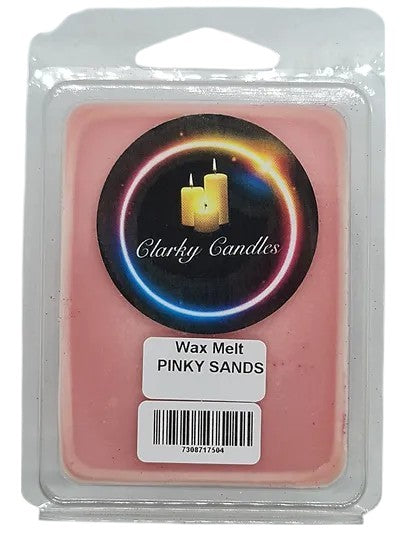 Clarky Candles
Wax Melt
PINKY SANDS
7308717504